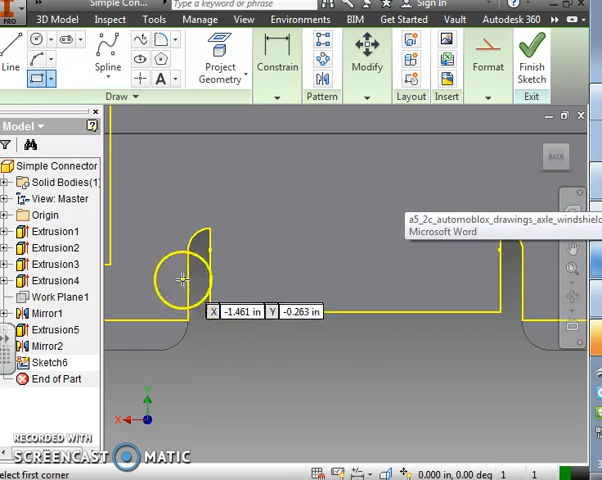 PRO
Simple Conn...
Type a keyword or phrase
Sign In
3D Model
Inspect
Tools
Manage
View
Environments
BIM
Get Started
Vault
Autodesk 360
Line
Spline
Project
Geometry
Constrain
Pattern
Modify
Layout
Insert
Format
Finish
Sketch
Draw
Exit
Model
Simple Connector
Solid Bodies(1)
View: Master
Origin
Extrusion1
Extrusion2
Extrusion3
Extrusion4
Work Plane1
Mirror1
Extrusion5
Mirror2
Sketch6
End of Part
BACK
a5_2c_automoblox_drawings_axle_windshield
Microsoft Word
X -1.461 in Y -0.263 in
Y
X
RECORDED WITH
SCREENCAST MATIC
Select first corner
0.000 in, 0.00 deg
1
1